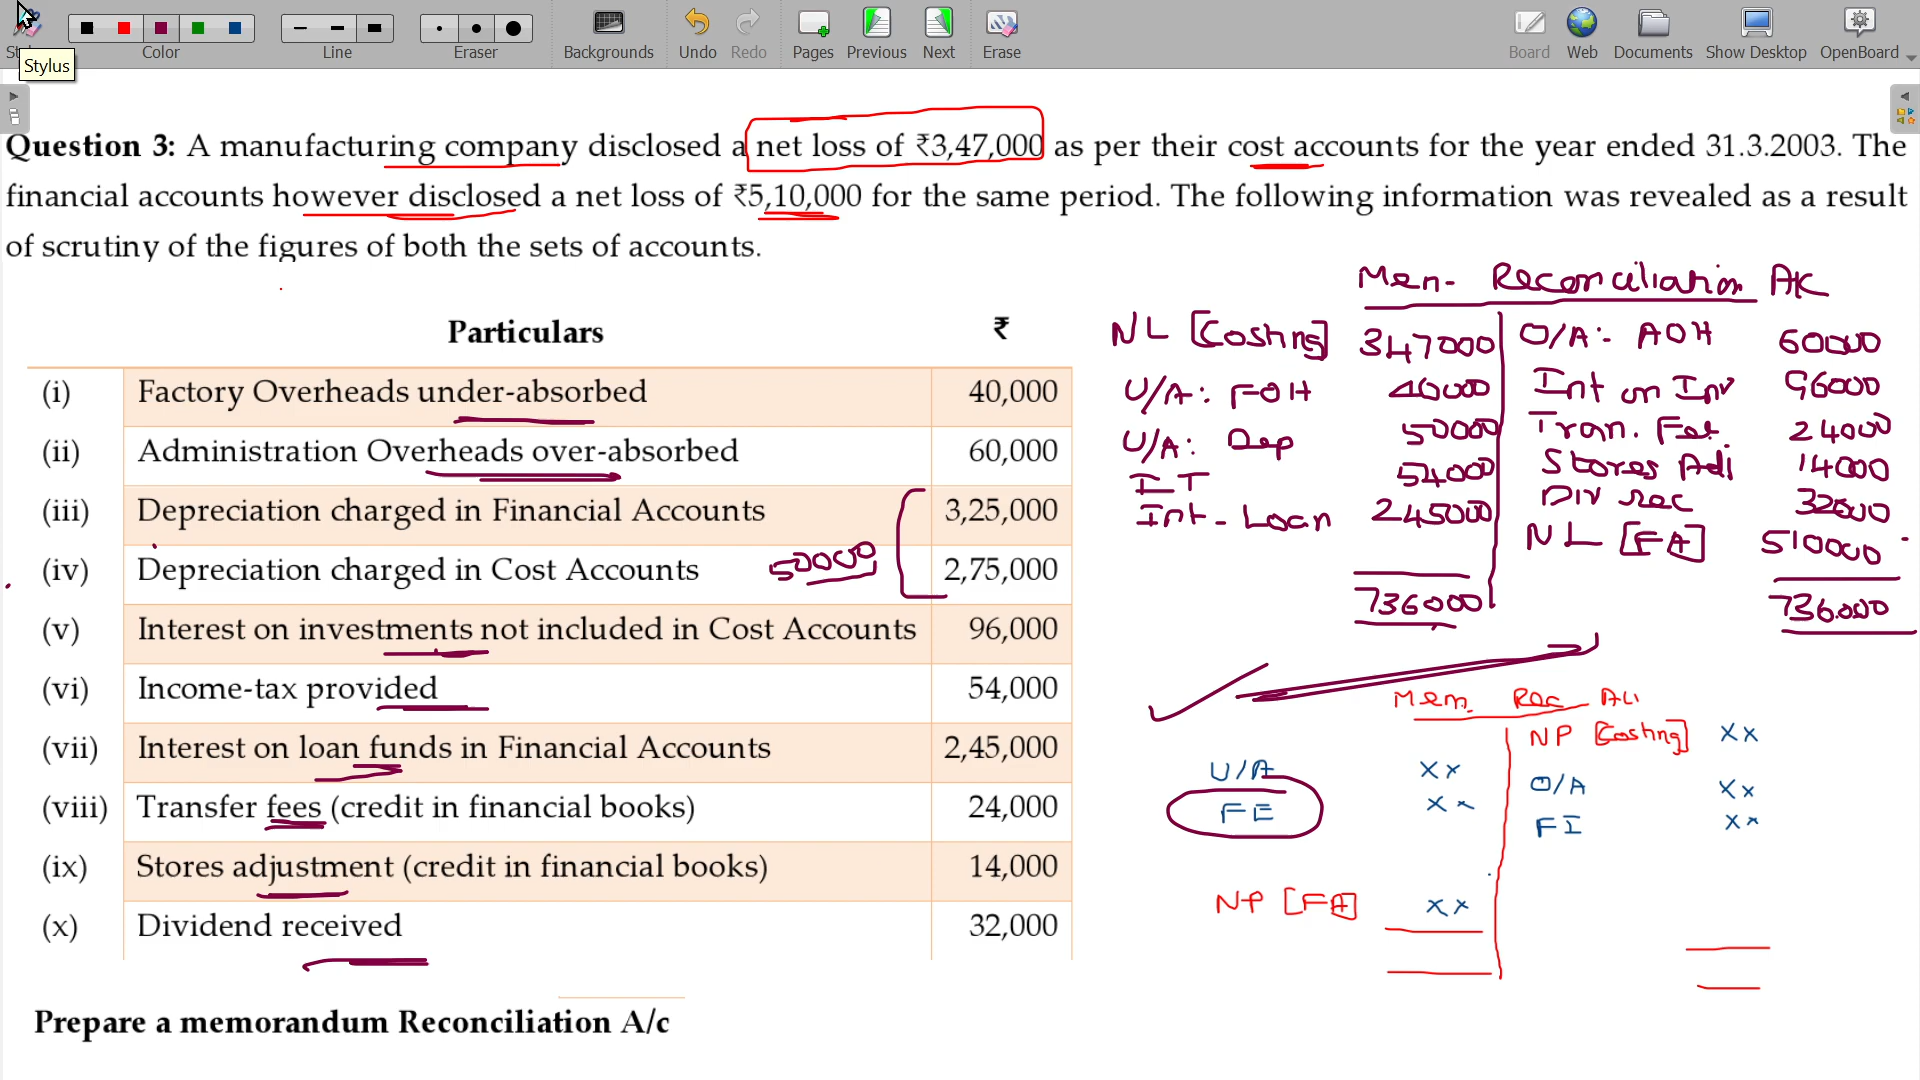 Stylus
Color
Line
Eraser
Backgrounds
Undo
Redo
Pages
Previous
Next
Erase
Board
Web
Documents
Show Desktop
OpenBoard
Question 3: A manufacturing company disclosed a net loss of ₹3,47,000 as per their cost accounts for the year ended 31.3.2003. The
financial accounts however disclosed a net loss of ₹5,10,000 for the same period. The following information was revealed as a result
of scrutiny of the figures of both the sets of accounts.
Particulars ₹
(i) Factory Overheads under-absorbed 40,000
(ii) Administration Overheads over-absorbed 60,000
(iii) Depreciation charged in Financial Accounts 3,25,000
(iv) Depreciation charged in Cost Accounts 50000 2,75,000
(v) Interest on investments not included in Cost Accounts 96,000
(vi) Income-tax provided 54,000
(vii) Interest on loan funds in Financial Accounts 2,45,000
(viii) Transfer fees (credit in financial books) 24,000
(ix) Stores adjustment (credit in financial books) 14,000
(x) Dividend received 32,000
Prepare a memorandum Reconciliation A/c
Mem- Reconciliation A/c
NL [Costing] 347000 O/A: AOH 60000
U/A: FOH 40000 Int on Inv 96000
U/A: Dep 50000 Tran. Fee 24000
IT 54000 Stores Adj 14000
Int- Loan 245000 Div rec 32000
NL [FA] 510000
736000 736000
Mem. Rec A/c
NP [Costing] xx
U/A xx O/A xx
FE xx FI xx
NP [FA] xx